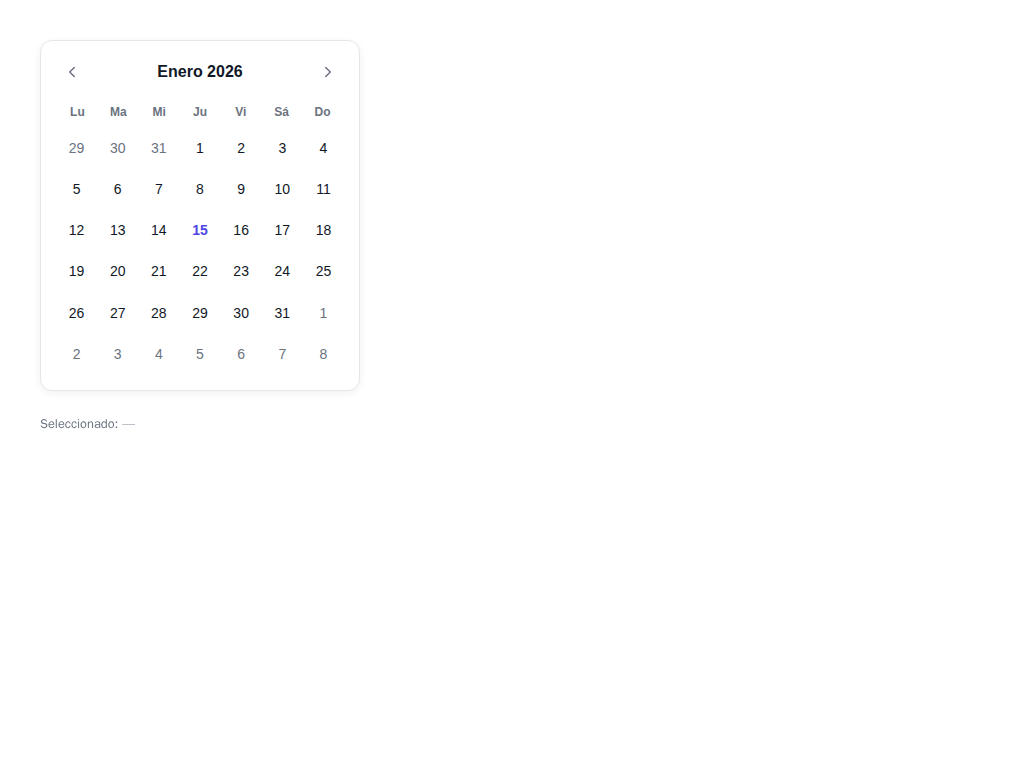 Enero 2026
Lu Ma Mi Ju Vi Sá Do
29 30 31 1 2 3 4
5 6 7 8 9 10 11
12 13 14 15 16 17 18
19 20 21 22 23 24 25
26 27 28 29 30 31 1
2 3 4 5 6 7 8
Seleccionado: —